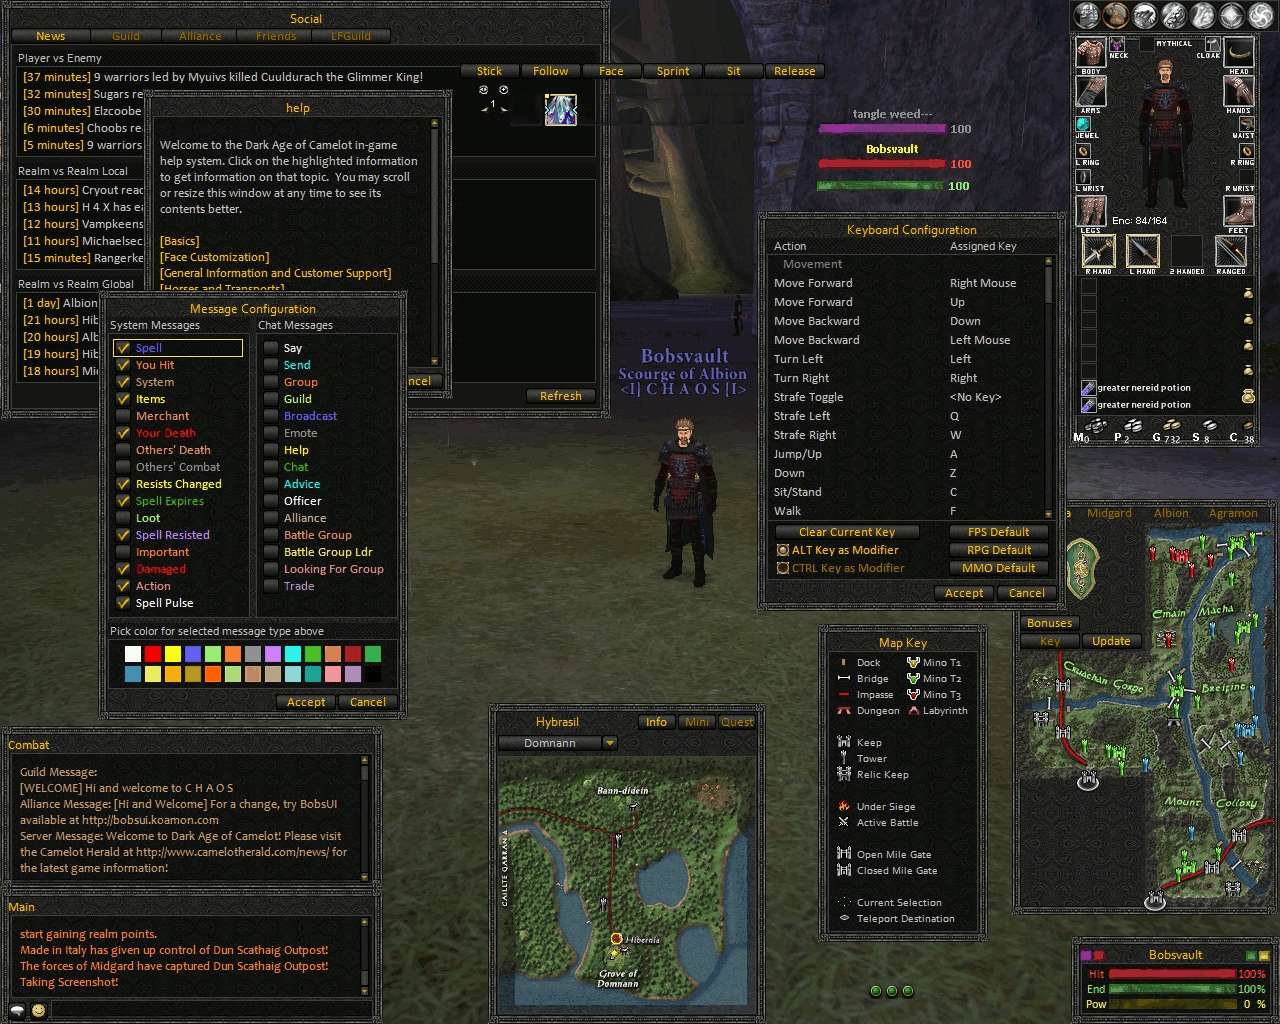 Social
News Guild Alliance Friends LFGuild
Player vs Enemy
[37 minutes] 9 warriors led by Myuivs killed Cuuldurach the Glimmer King!
[32 minutes] Sugars re
[30 minutes] Elzcoobe
[6 minutes] Choobs re
[5 minutes] 9 warriors
Realm vs Realm Local
[14 hours] Cryout reac
[13 hours] H 4 X has ea
[12 hours] Vampkeens
[11 hours] Michaelsec
[15 minutes] Rangerke
Realm vs Realm Global
[1 day] Albion
[21 hours] Hib
[20 hours] Alb
[19 hours] Hib
[18 hours] Mi
Refresh
help
Welcome to the Dark Age of Camelot in-game
help system. Click on the highlighted information
to get information on that topic. You may scroll
or resize this window at any time to see its
contents better.
[Basics]
[Face Customization]
[General Information and Customer Support]
[Horses and Transports]
ncel
Message Configuration
System Messages
Spell
You Hit
System
Items
Merchant
Your Death
Others' Death
Others' Combat
Resists Changed
Spell Expires
Loot
Spell Resisted
Important
Damaged
Action
Spell Pulse
Chat Messages
Say
Send
Group
Guild
Broadcast
Emote
Help
Chat
Advice
Officer
Alliance
Battle Group
Battle Group Ldr
Looking For Group
Trade
Pick color for selected message type above
Accept Cancel
Stick Follow Face Sprint Sit Release
1
tangle weed---
100
Bobsvault
100
100
Bobsvault
Scourge of Albion
<[I] C H A O S [I>
Keyboard Configuration
Action Assigned Key
Movement
Move Forward Right Mouse
Move Forward Up
Move Backward Down
Move Backward Left Mouse
Turn Left Left
Turn Right Right
Strafe Toggle <No Key>
Strafe Left Q
Strafe Right W
Jump/Up A
Down Z
Sit/Stand C
Walk F
Clear Current Key FPS Default
ALT Key as Modifier RPG Default
CTRL Key as Modifier MMO Default
Accept Cancel
MYTHICAL
BODY NECK CLOAK HEAD
ARMS HANDS
JEWEL WAIST
L RING R RING
L WRIST R WRIST
Enc: 84/164
LEGS FEET
R HAND L HAND 2 HANDED RANGED
greater nereid potion
greater nereid potion
M 0 P 2 G 732 S 8 C 38
a Midgard Albion Agramon
Bonuses
Key Update
Emain Macha
Cruachan Gorge
Breifine
Mount Collory
Map Key
Dock
Bridge
Impasse
Dungeon
Mino T1
Mino T2
Mino T3
Labyrinth
Keep
Tower
Relic Keep
Under Siege
Active Battle
Open Mile Gate
Closed Mile Gate
Current Selection
Teleport Destination
Hybrasil Info Mini Quest
Domnann
Bann-didein
CAILLTE GARRAN
Hibernia
Grove of
Domnann
Combat
Guild Message:
[WELCOME] Hi and welcome to C H A O S
Alliance Message: [Hi and Welcome] For a change, try BobsUI
available at http://bobsui.koamon.com
Server Message: Welcome to Dark Age of Camelot! Please visit
the Camelot Herald at http://www.camelotherald.com/news/ for
the latest game information!
Main
start gaining realm points.
Made in Italy has given up control of Dun Scathaig Outpost!
The forces of Midgard have captured Dun Scathaig Outpost!
Taking Screenshot!
Bobsvault
Hit 100%
End 100%
Pow 0 %